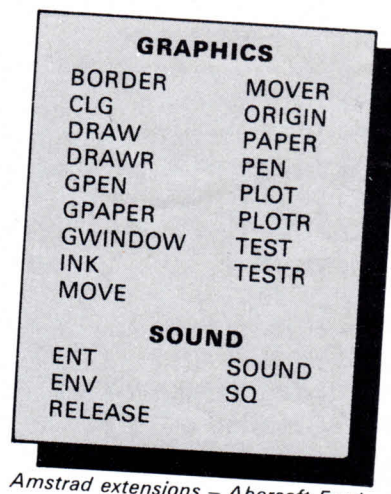 GRAPHICS
BORDER
CLG
DRAW
DRAWR
GPEN
GPAPER
GWINDOW
INK
MOVE
MOVER
ORIGIN
PAPER
PEN
PLOT
PLOTR
TEST
TESTR
SOUND
ENT
ENV
RELEASE
SOUND
SQ
Amstrad extensions –